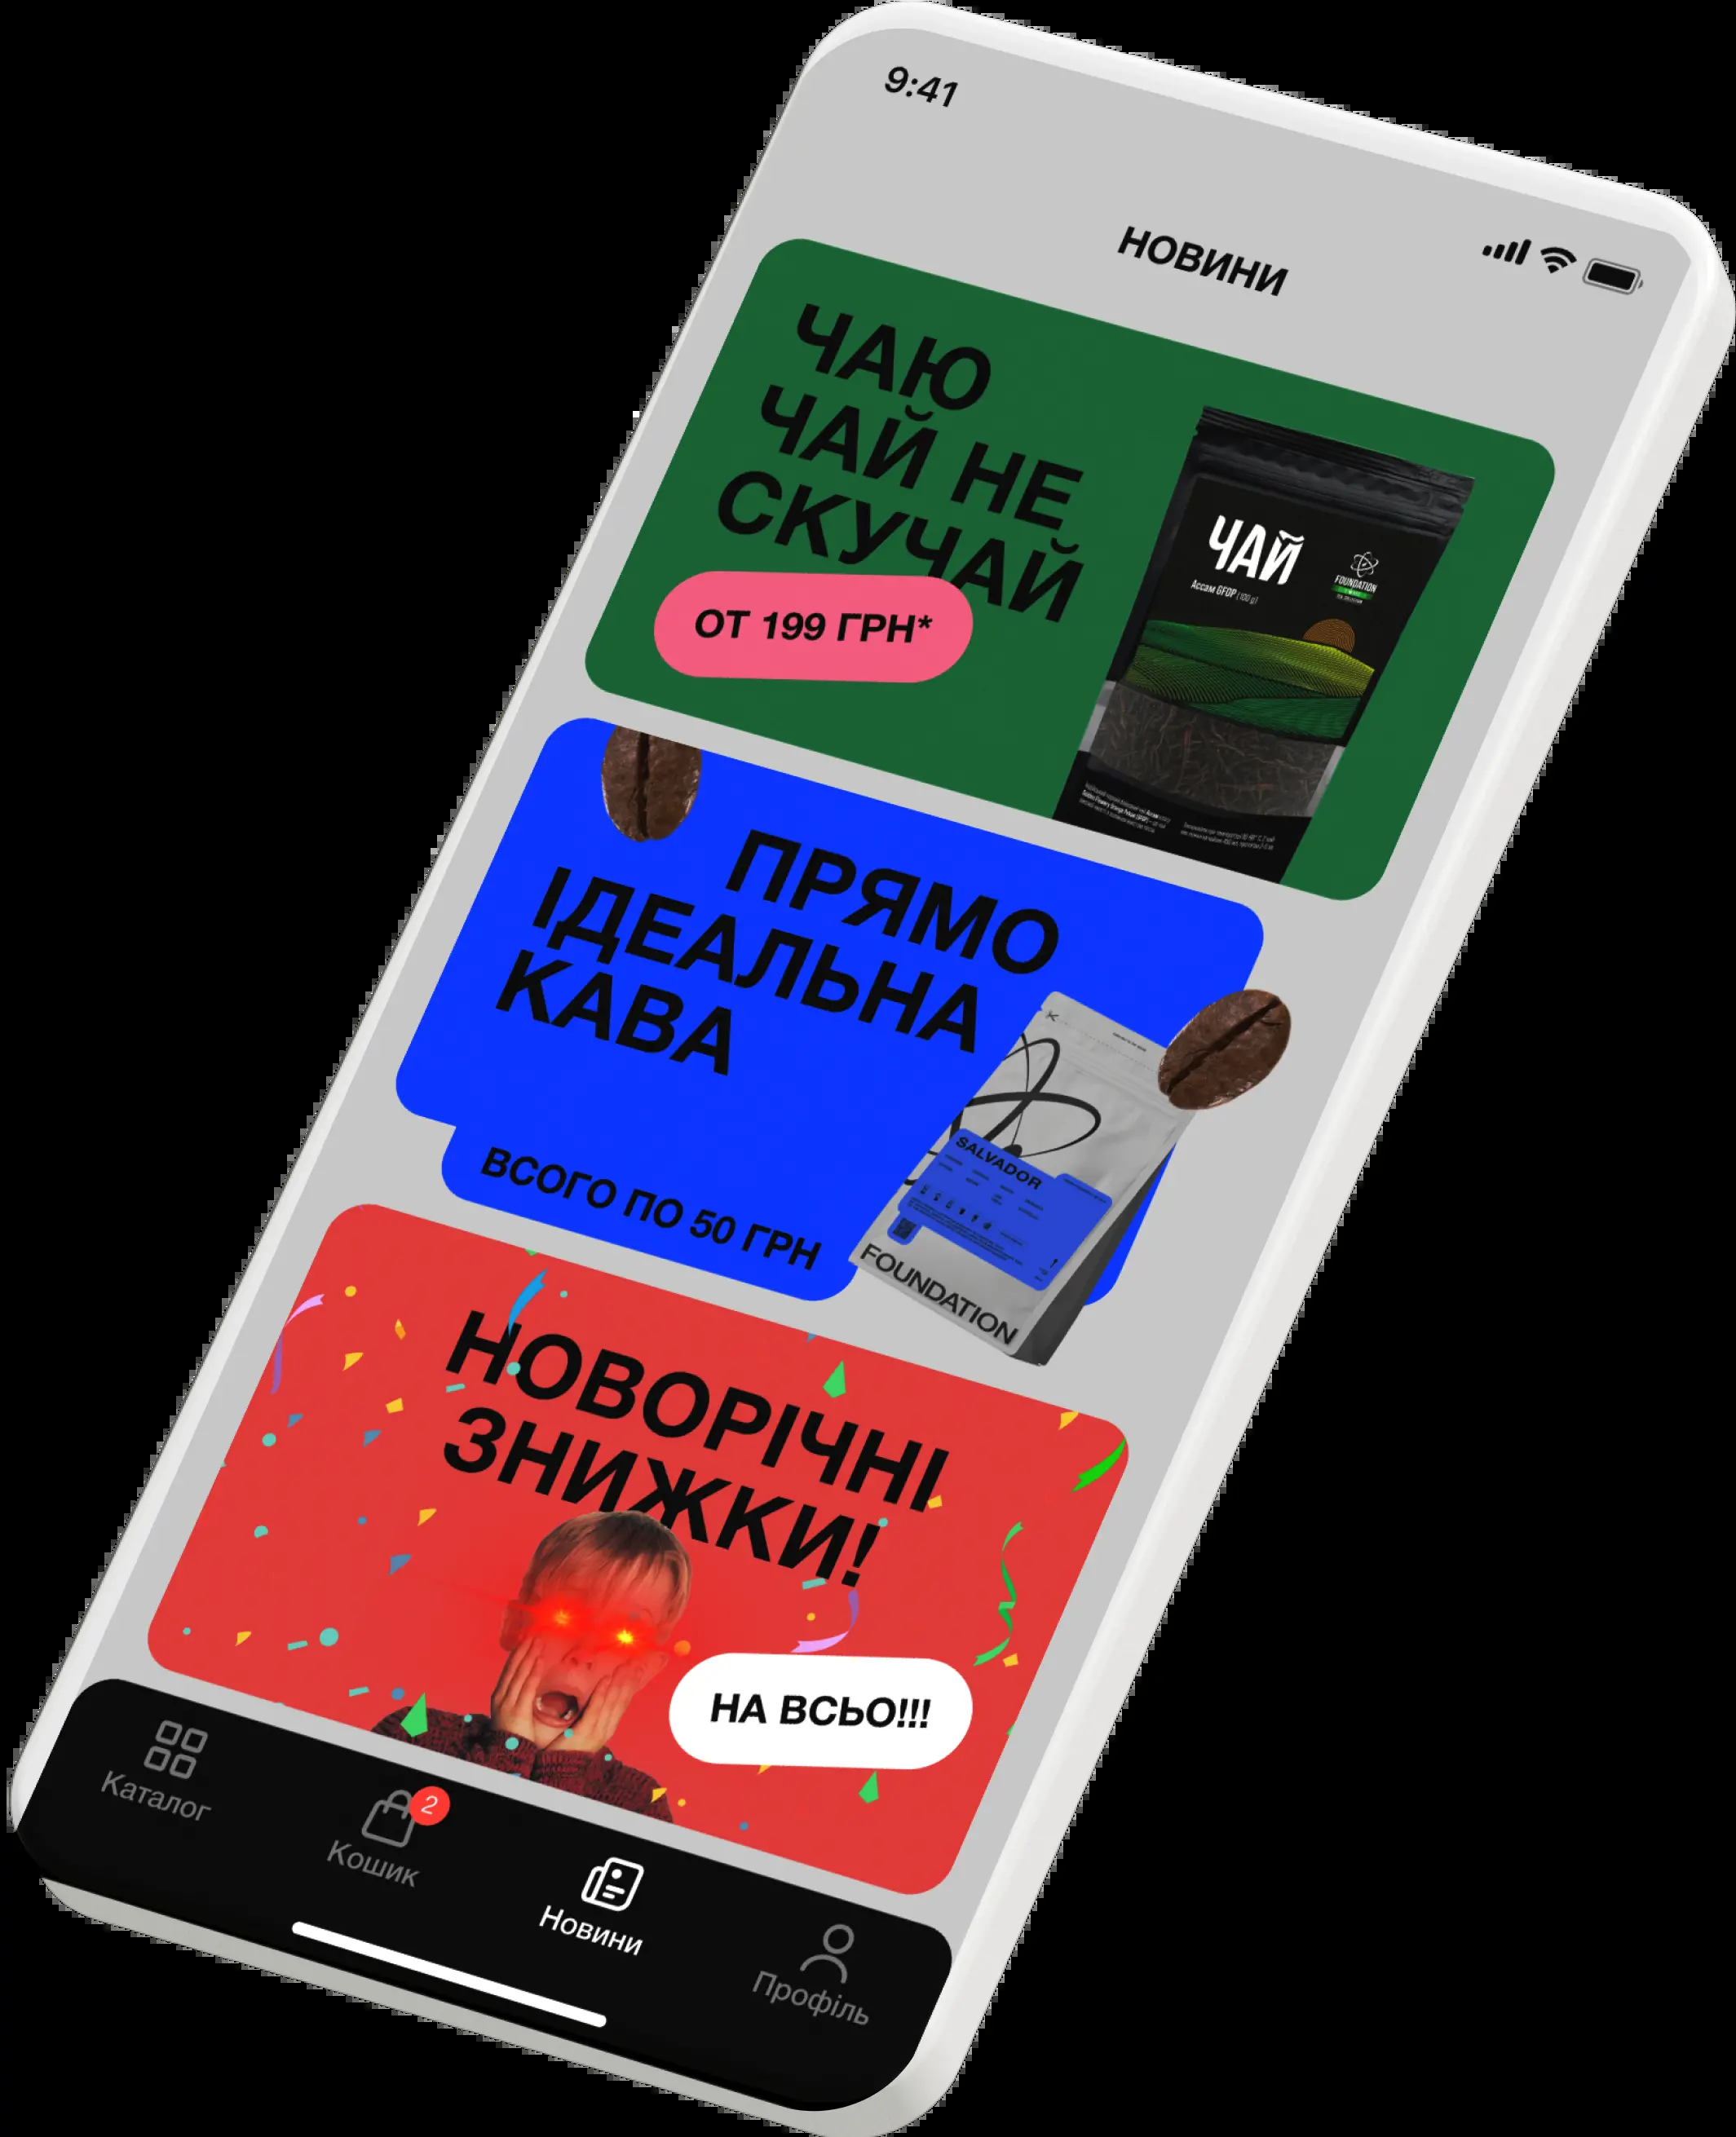 9:41
НОВИНИ
ЧАЮ
ЧАЙ НЕ
СКУЧАЙ
ОТ 199 ГРН*
ЧАЙ
Ассам GFOP (100 g)
FOUNDATION
ПРЯМО
ІДЕАЛЬНА
КАВА
ВСОГО ПО 50 ГРН
SALVADOR
FOUNDATION
НОВОРІЧНІ
ЗНИЖКИ!
НА ВСЬО!!!
Каталог
Кошик
2
Новини
Профіль